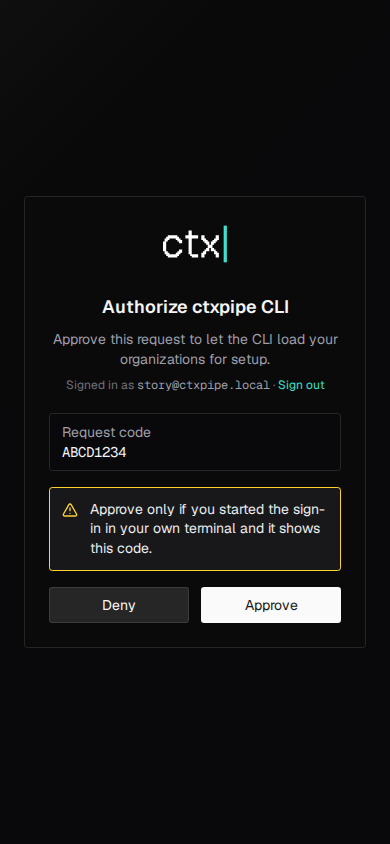 ctx
Authorize ctxpipe CLI
Approve this request to let the CLI load your
organizations for setup.
Signed in as story@ctxpipe.local · Sign out
Request code
ABCD1234
Approve only if you started the sign-
in in your own terminal and it shows
this code.
Deny
Approve